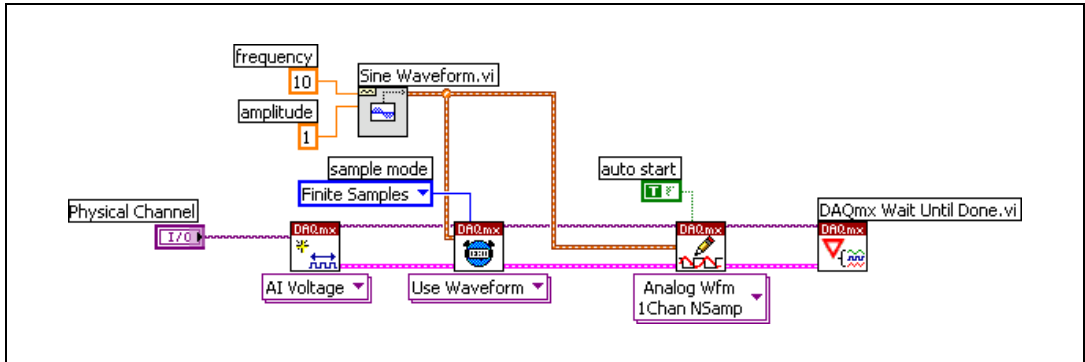 frequency
10
Sine Waveform.vi
amplitude
1
sample mode
Finite Samples
auto start
T
Physical Channel
I/O
DAQmx Wait Until Done.vi
DAQmx
DAQmx
DAQmx
DAQmx
AI Voltage
Use Waveform
Analog Wfm
1Chan NSamp